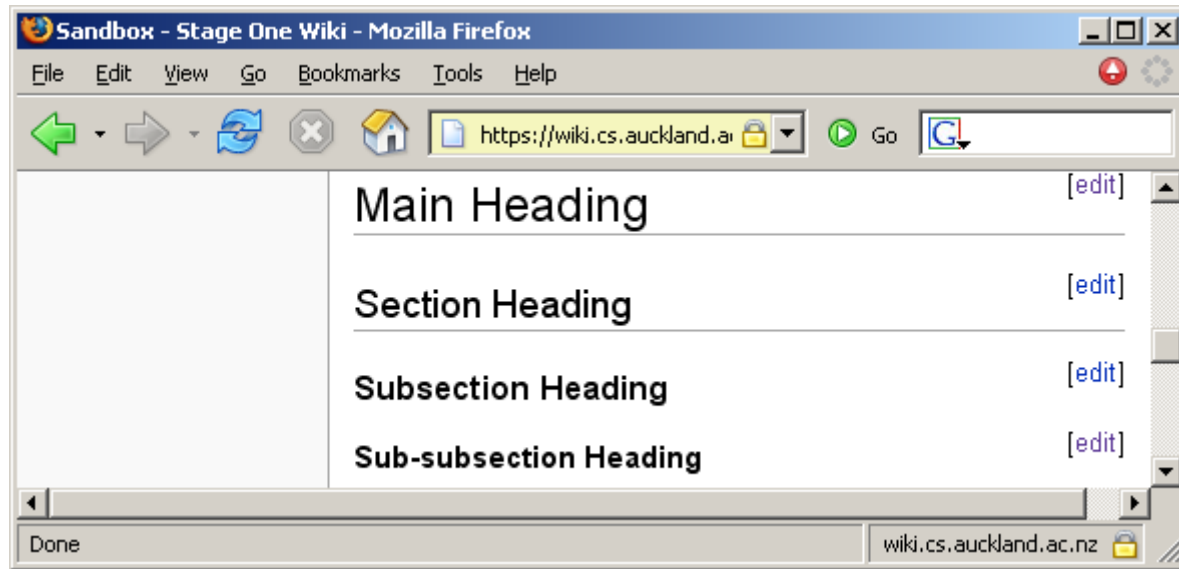 Sandbox - Stage One Wiki - Mozilla Firefox
File Edit View Go Bookmarks Tools Help
https://wiki.cs.auckland.a Go G
Main Heading [edit]
Section Heading [edit]
Subsection Heading [edit]
Sub-subsection Heading [edit]
Done wiki.cs.auckland.ac.nz